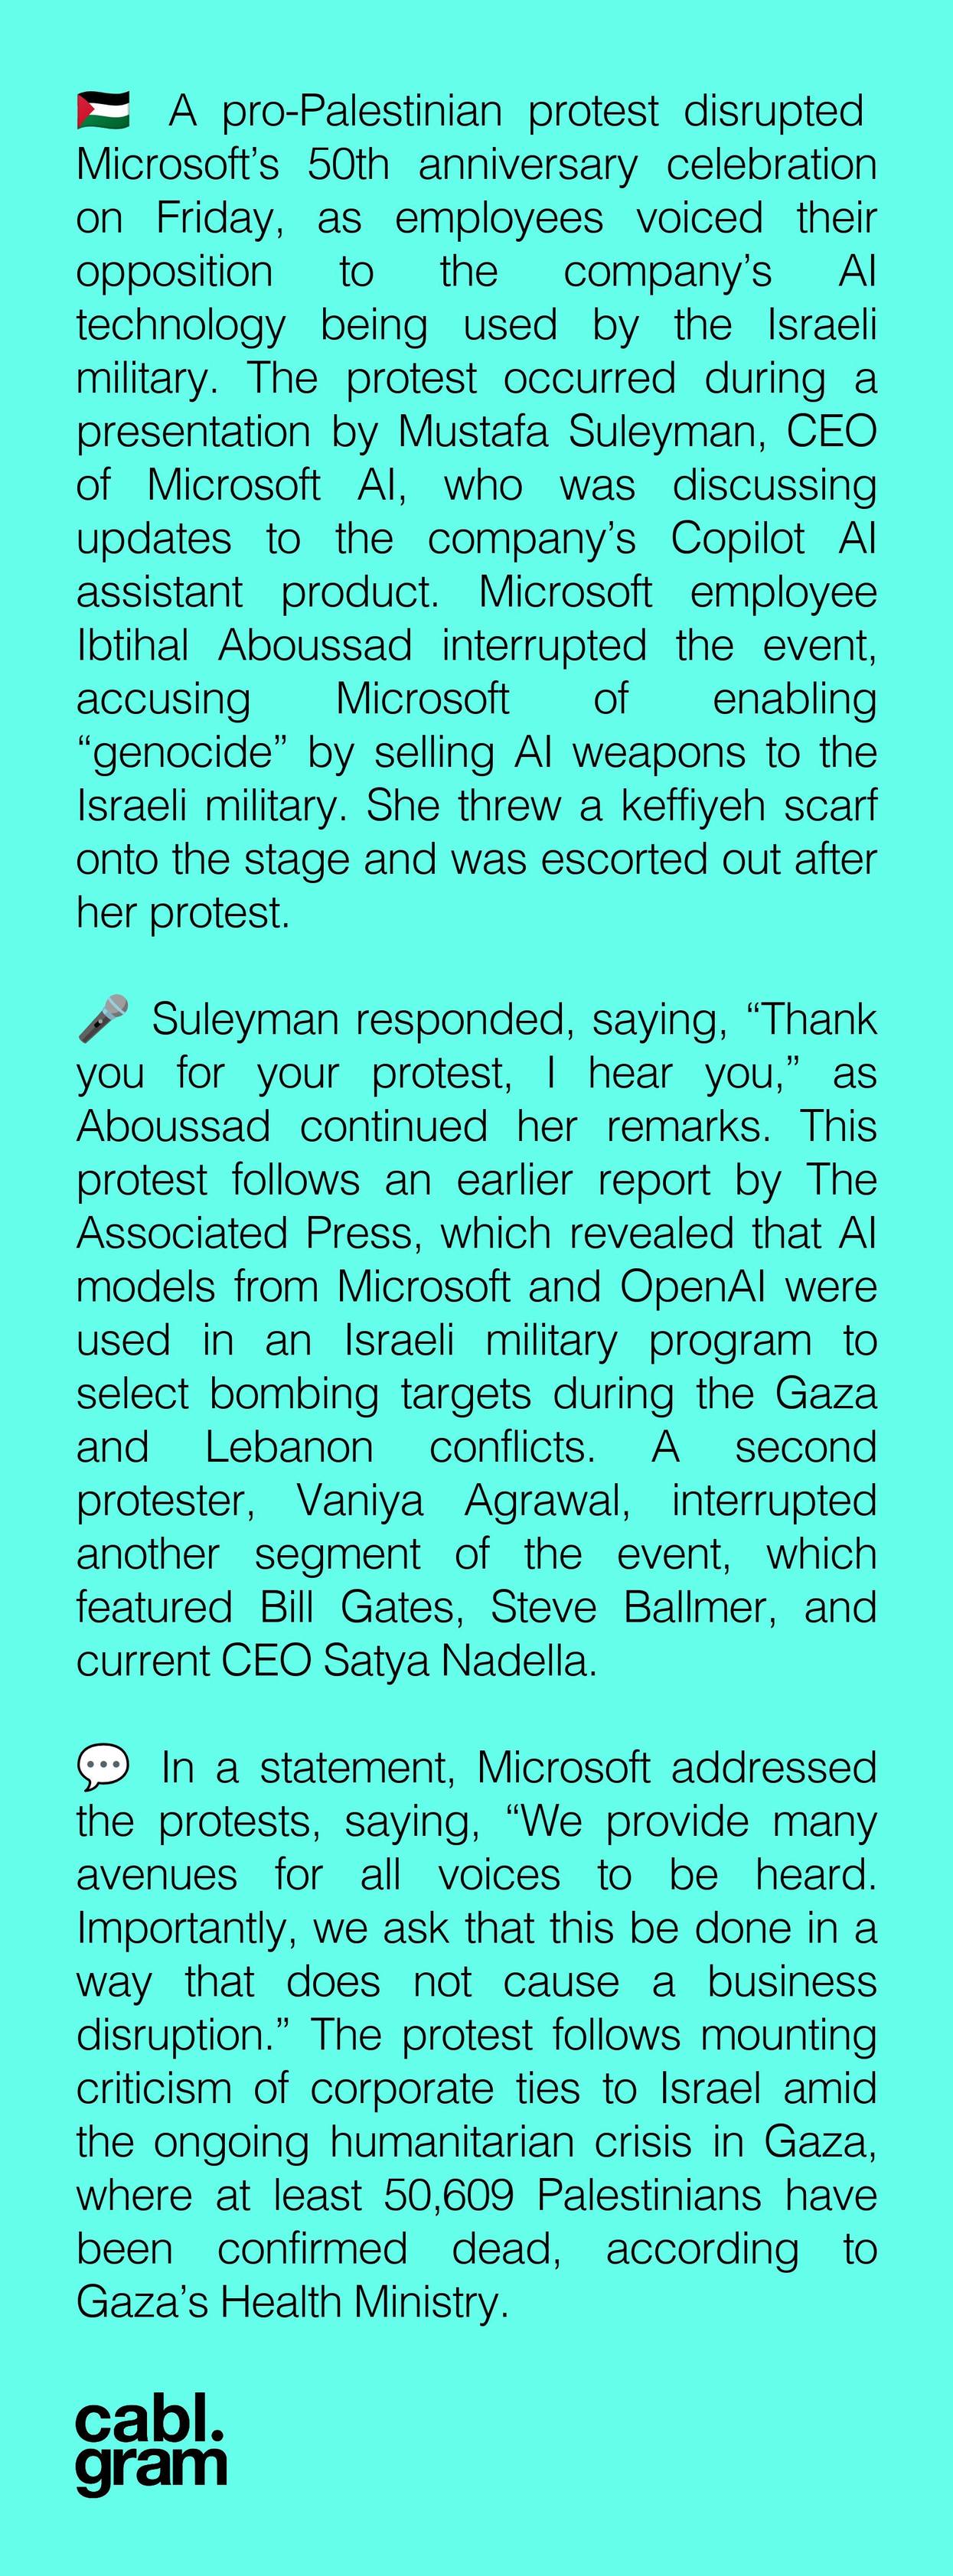 🇵🇸 A pro-Palestinian protest disrupted
Microsoft’s 50th anniversary celebration
on Friday, as employees voiced their
opposition to the company’s AI
technology being used by the Israeli
military. The protest occurred during a
presentation by Mustafa Suleyman, CEO
of Microsoft AI, who was discussing
updates to the company’s Copilot AI
assistant product. Microsoft employee
Ibtihal Aboussad interrupted the event,
accusing Microsoft of enabling
“genocide” by selling AI weapons to the
Israeli military. She threw a keffiyeh scarf
onto the stage and was escorted out after
her protest.
🎤 Suleyman responded, saying, “Thank
you for your protest, I hear you,” as
Aboussad continued her remarks. This
protest follows an earlier report by The
Associated Press, which revealed that AI
models from Microsoft and OpenAI were
used in an Israeli military program to
select bombing targets during the Gaza
and Lebanon conflicts. A second
protester, Vaniya Agrawal, interrupted
another segment of the event, which
featured Bill Gates, Steve Ballmer, and
current CEO Satya Nadella.
💬 In a statement, Microsoft addressed
the protests, saying, “We provide many
avenues for all voices to be heard.
Importantly, we ask that this be done in a
way that does not cause a business
disruption.” The protest follows mounting
criticism of corporate ties to Israel amid
the ongoing humanitarian crisis in Gaza,
where at least 50,609 Palestinians have
been confirmed dead, according to
Gaza’s Health Ministry.
cabl.
gram